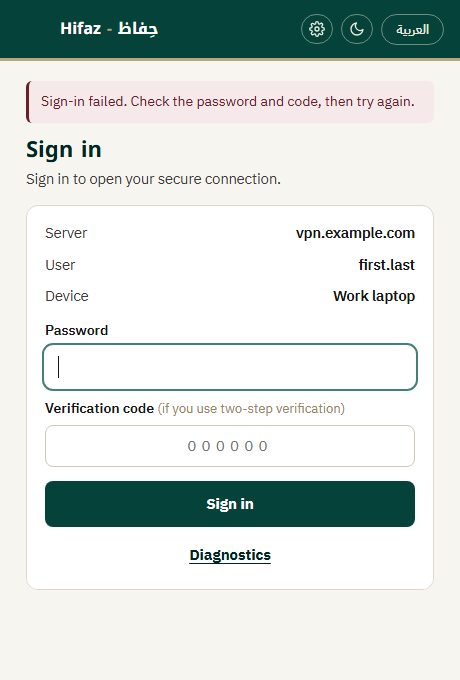 Hifaz - حِفاظ
العربية
Sign-in failed. Check the password and code, then try again.
Sign in
Sign in to open your secure connection.
Server vpn.example.com
User first.last
Device Work laptop
Password
Verification code (if you use two-step verification)
000000
Sign in
Diagnostics